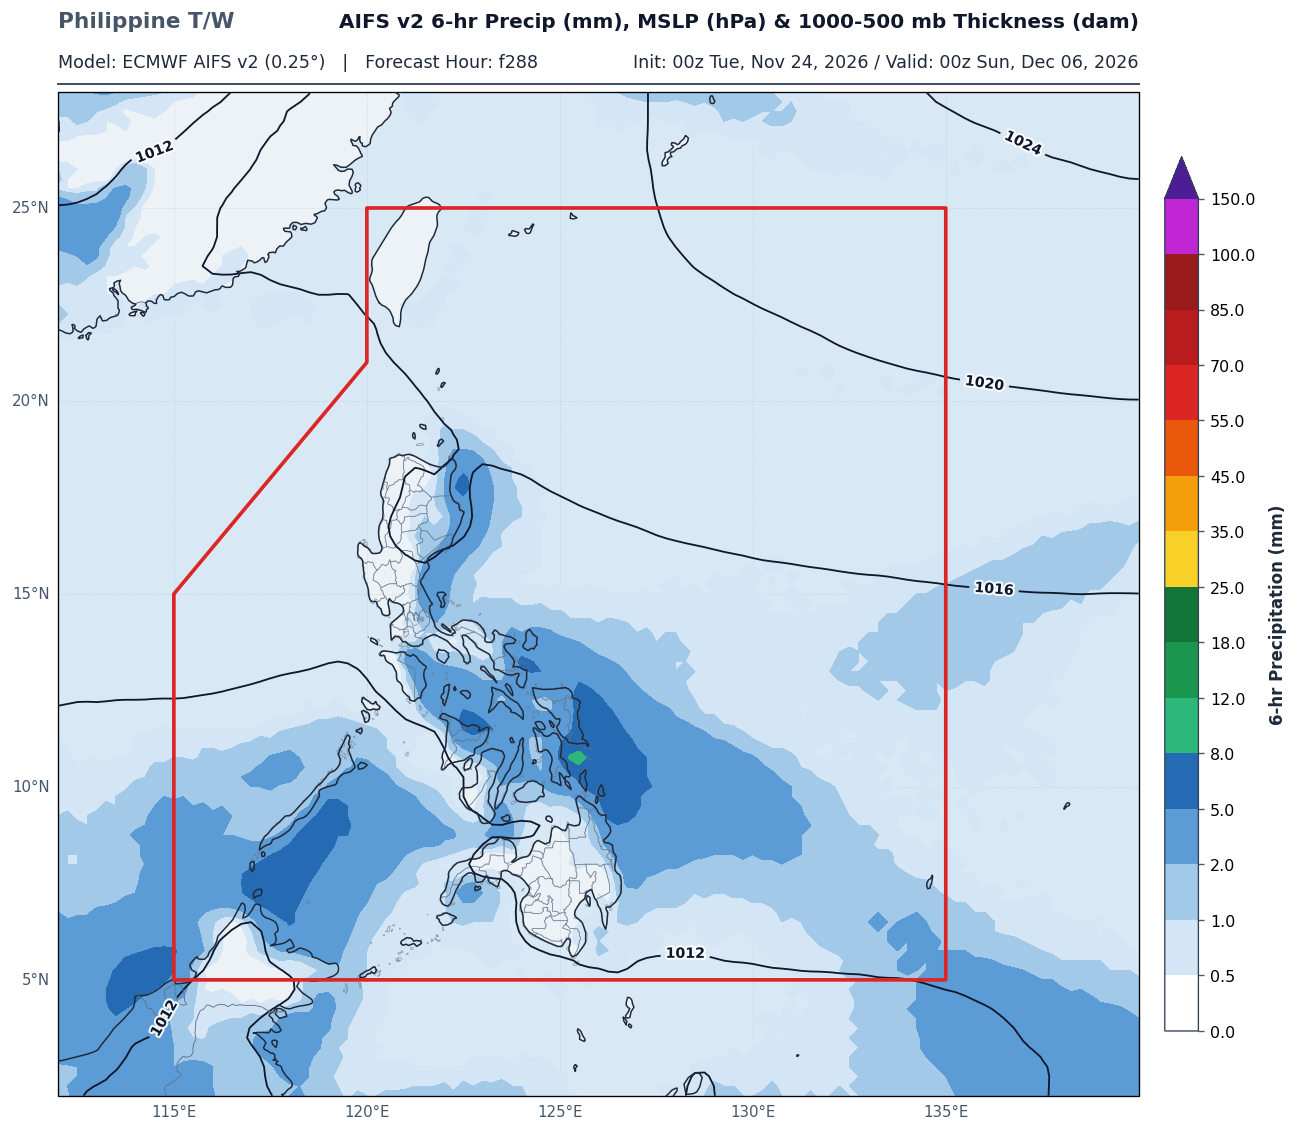 Philippine T/W
AIFS v2 6-hr Precip (mm), MSLP (hPa) & 1000-500 mb Thickness (dam)
Model: ECMWF AIFS v2 (0.25°)   |   Forecast Hour: f288
Init: 00z Tue, Nov 24, 2026 / Valid: 00z Sun, Dec 06, 2026
1012
1024
25°N
1020
20°N
1016
15°N
10°N
1012
5°N
1012
115°E
120°E
125°E
130°E
135°E
150.0
100.0
85.0
70.0
55.0
45.0
35.0
25.0
18.0
12.0
8.0
5.0
2.0
1.0
0.5
0.0
6-hr Precipitation (mm)